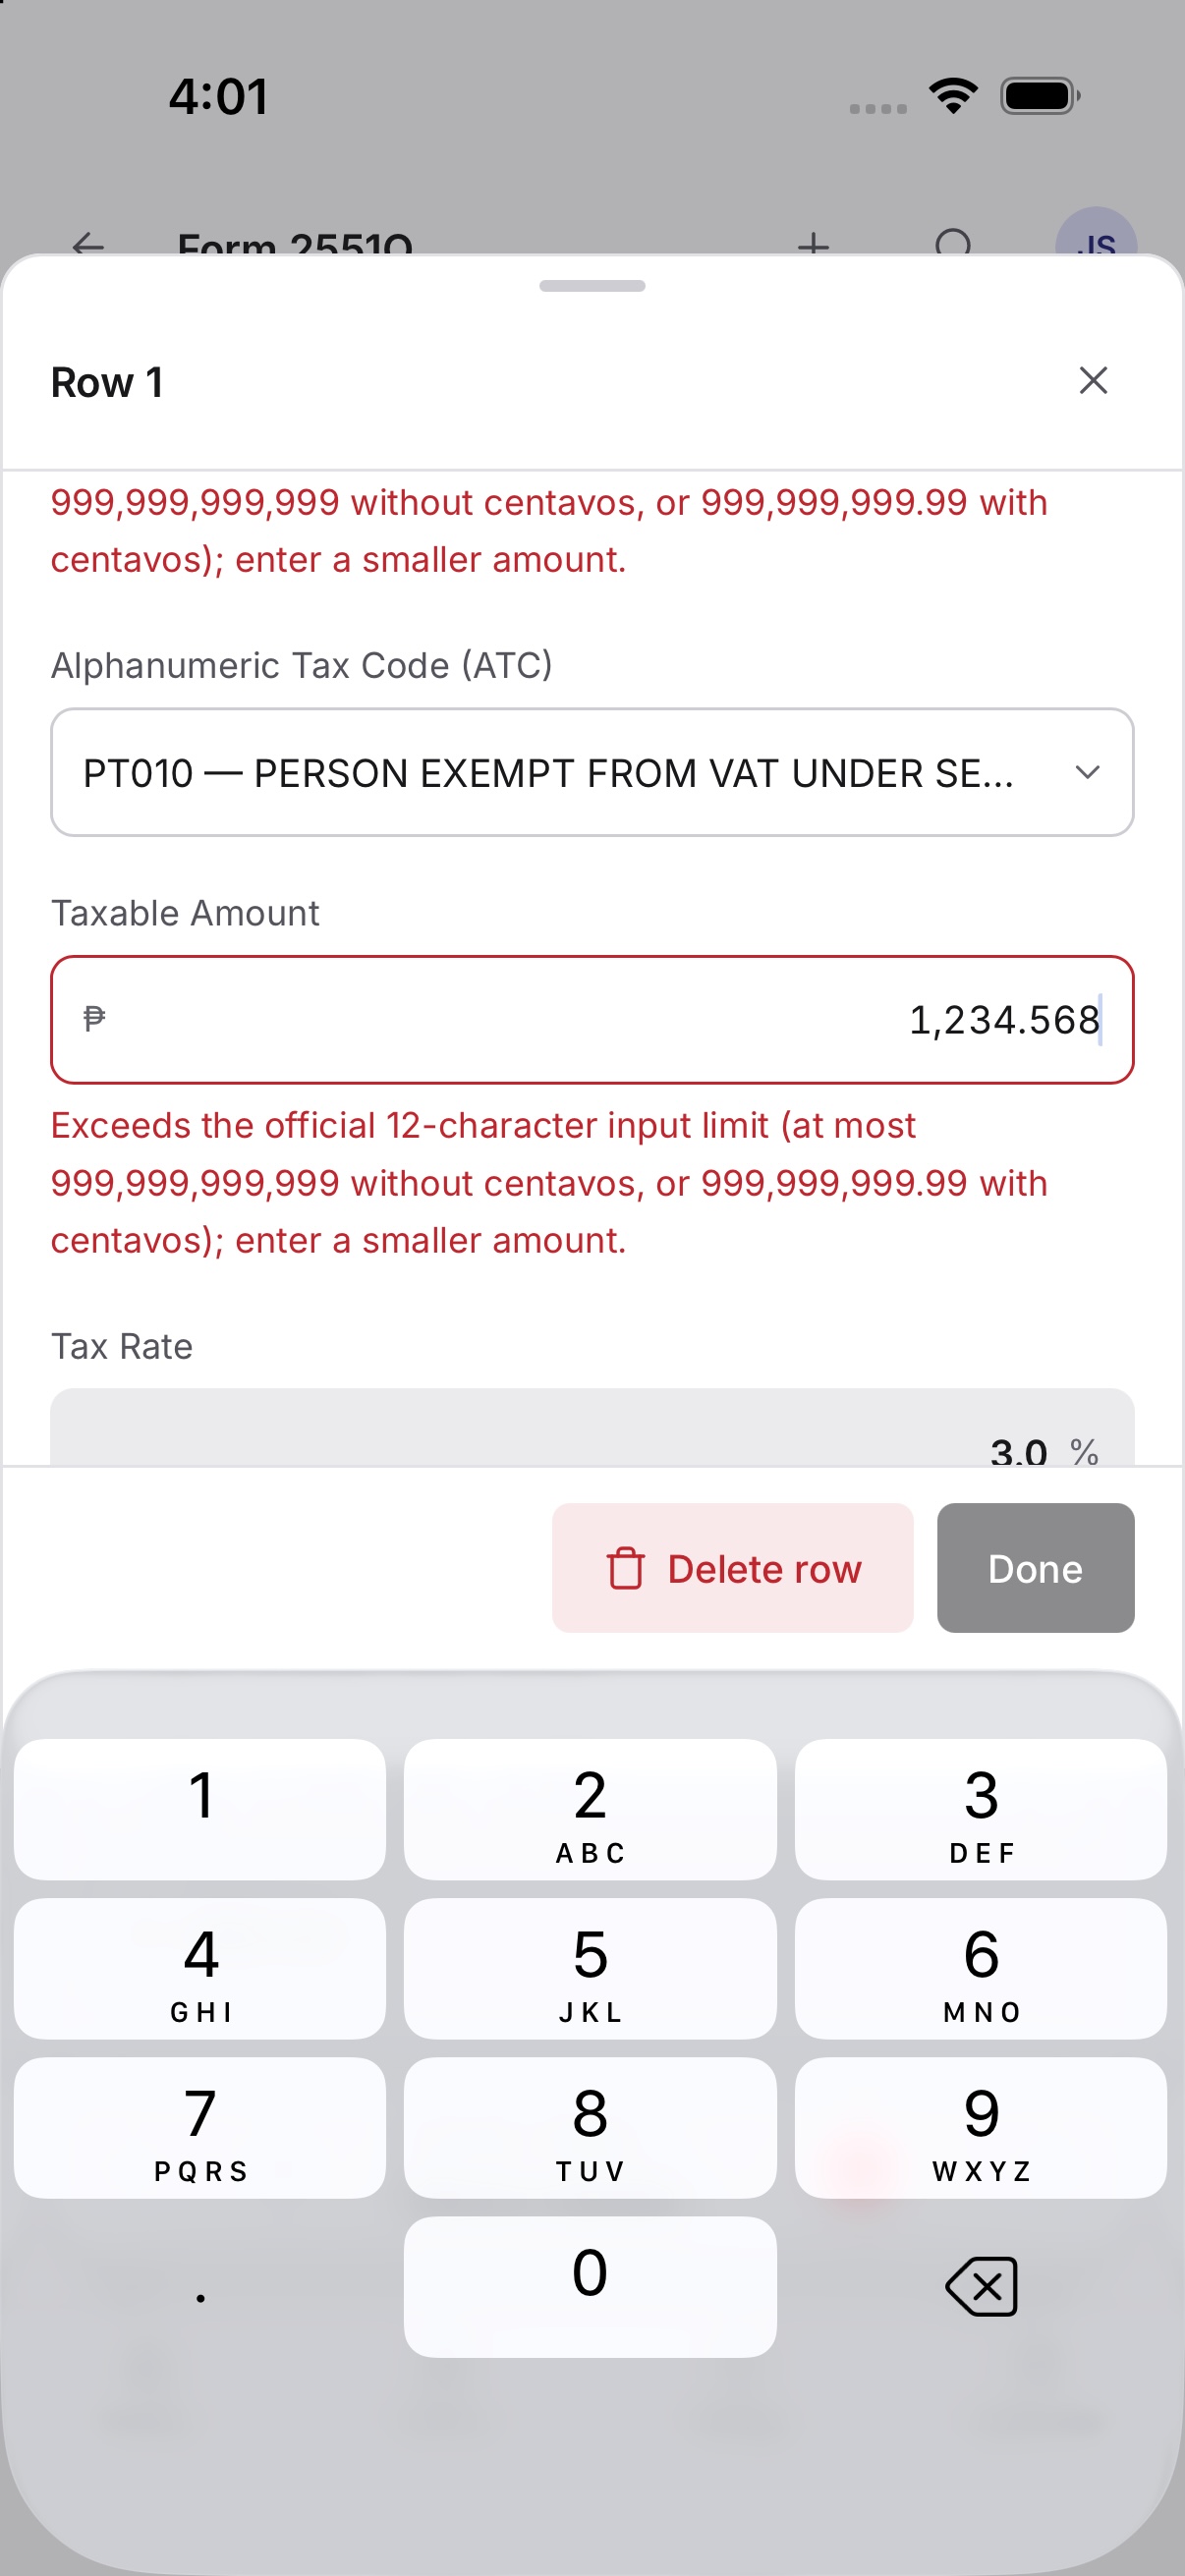 4:01
Form 2551Q
JS
Row 1
999,999,999,999 without centavos, or 999,999,999.99 with
centavos); enter a smaller amount.
Alphanumeric Tax Code (ATC)
PT010 — PERSON EXEMPT FROM VAT UNDER SE...
Taxable Amount
₱ 1,234.568
Exceeds the official 12-character input limit (at most
999,999,999,999 without centavos, or 999,999,999.99 with
centavos); enter a smaller amount.
Tax Rate
3.0 %
Delete row Done
1 2 3
ABC DEF
4 5 6
GHI JKL MNO
7 8 9
PQRS TUV WXYZ
. 0